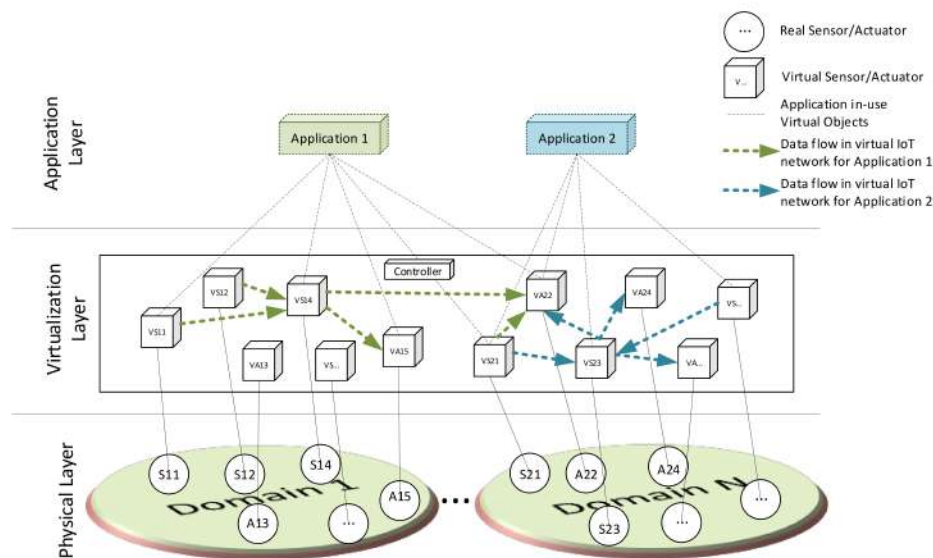 ...
Real Sensor/Actuator
V...
Virtual Sensor/Actuator
Application in-use
Virtual Objects
Data flow in virtual IoT
network for Application 1
Data flow in virtual IoT
network for Application 2
Application
Layer
Application 1
Application 2
Virtualization
Layer
Controller
VS12
VS14
VA22
VA24
VS...
VS11
VA15
VS21
VS23
VA...
VA13
VS...
Physical Layer
S11
S12
S14
A15
A13
...
Domain 1
...
S21
A22
A24
...
S23
...
Domain N